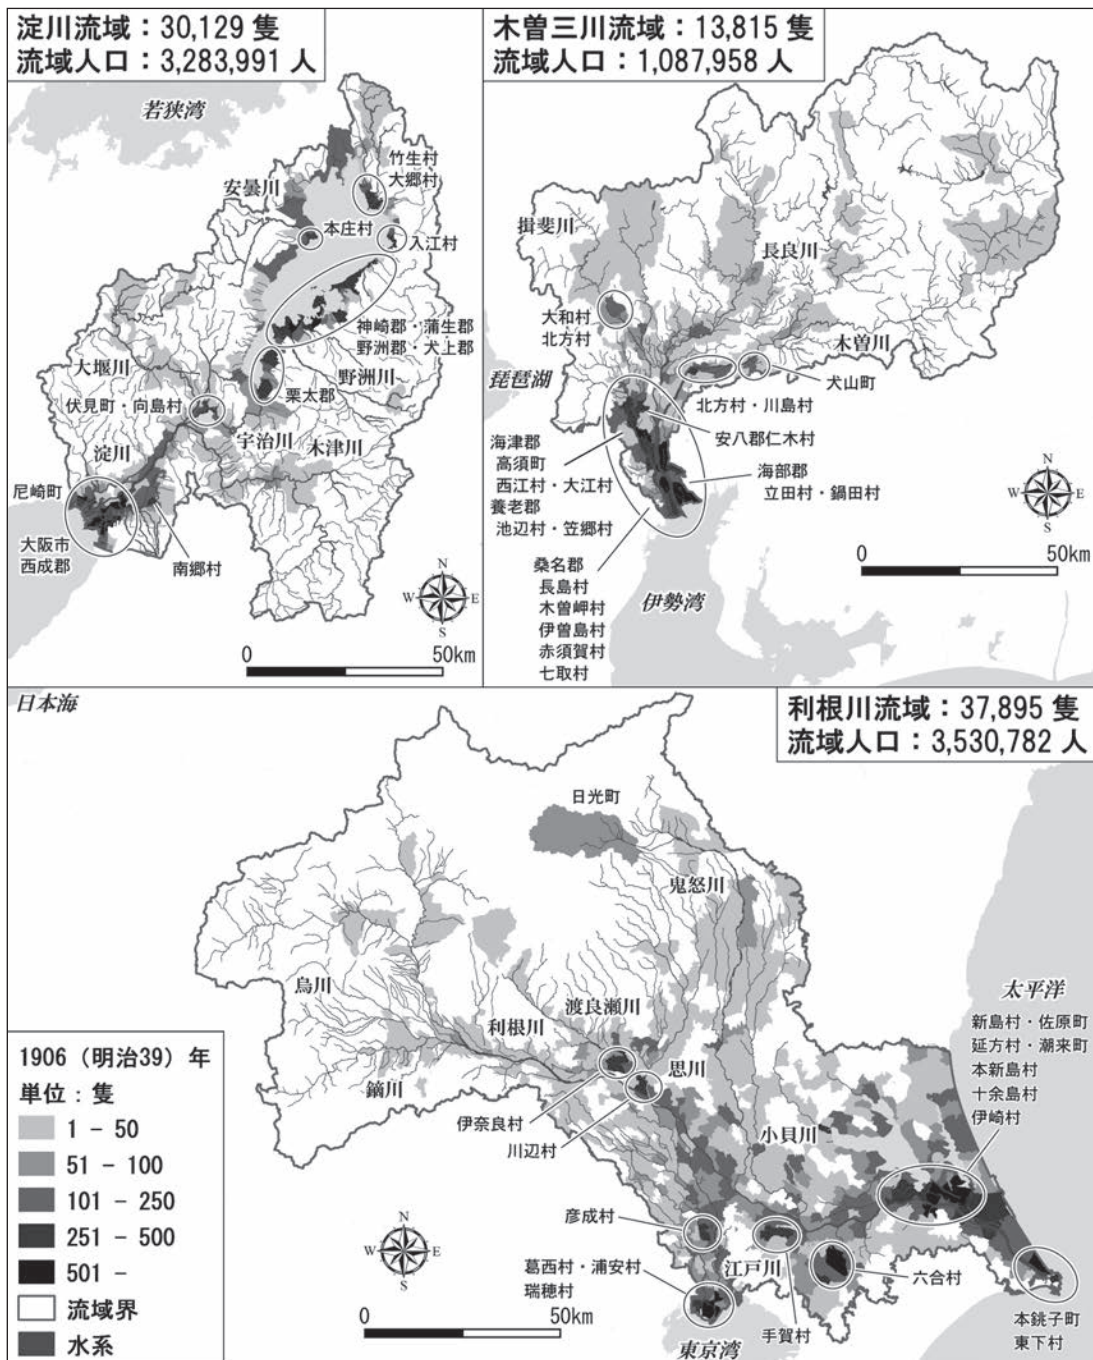 淀川流域：30,129 隻
流域人口：3,283,991 人
若狭湾
竹生村
大郷村
安曇川
本庄村
入江村
神崎郡・蒲生郡
野洲郡・犬上郡
大堰川
野洲川
栗太郡
伏見町・向島村
宇治川
木津川
淀川
尼崎町
大阪市
西成郡
南郷村
N
W
E
S
0
50km
木曽三川流域：13,815 隻
流域人口：1,087,958 人
揖斐川
長良川
大和村
北方村
木曽川
琵琶湖
犬山町
北方村・川島村
安八郡仁木村
海津郡
高須町
西江村・大江村
養老郡
池辺村・笠郷村
海部郡
立田村・鍋田村
桑名郡
長島村
木曽岬村
伊曽島村
赤須賀村
七取村
伊勢湾
N
W
E
S
0
50km
日本海
利根川流域：37,895 隻
流域人口：3,530,782 人
日光町
鬼怒川
烏川
渡良瀬川
利根川
思川
鏑川
伊奈良村
川辺村
小貝川
太平洋
新島村・佐原町
延方村・潮来町
本新島村
十余島村
伊崎村
彦成村
江戸川
葛西村・浦安村
瑞穂村
六合村
手賀村
本銚子町
東下村
東京湾
N
W
E
S
0
50km
1906（明治39）年
単位：隻
1 － 50
51 － 100
101 － 250
251 － 500
501 －
流域界
水系